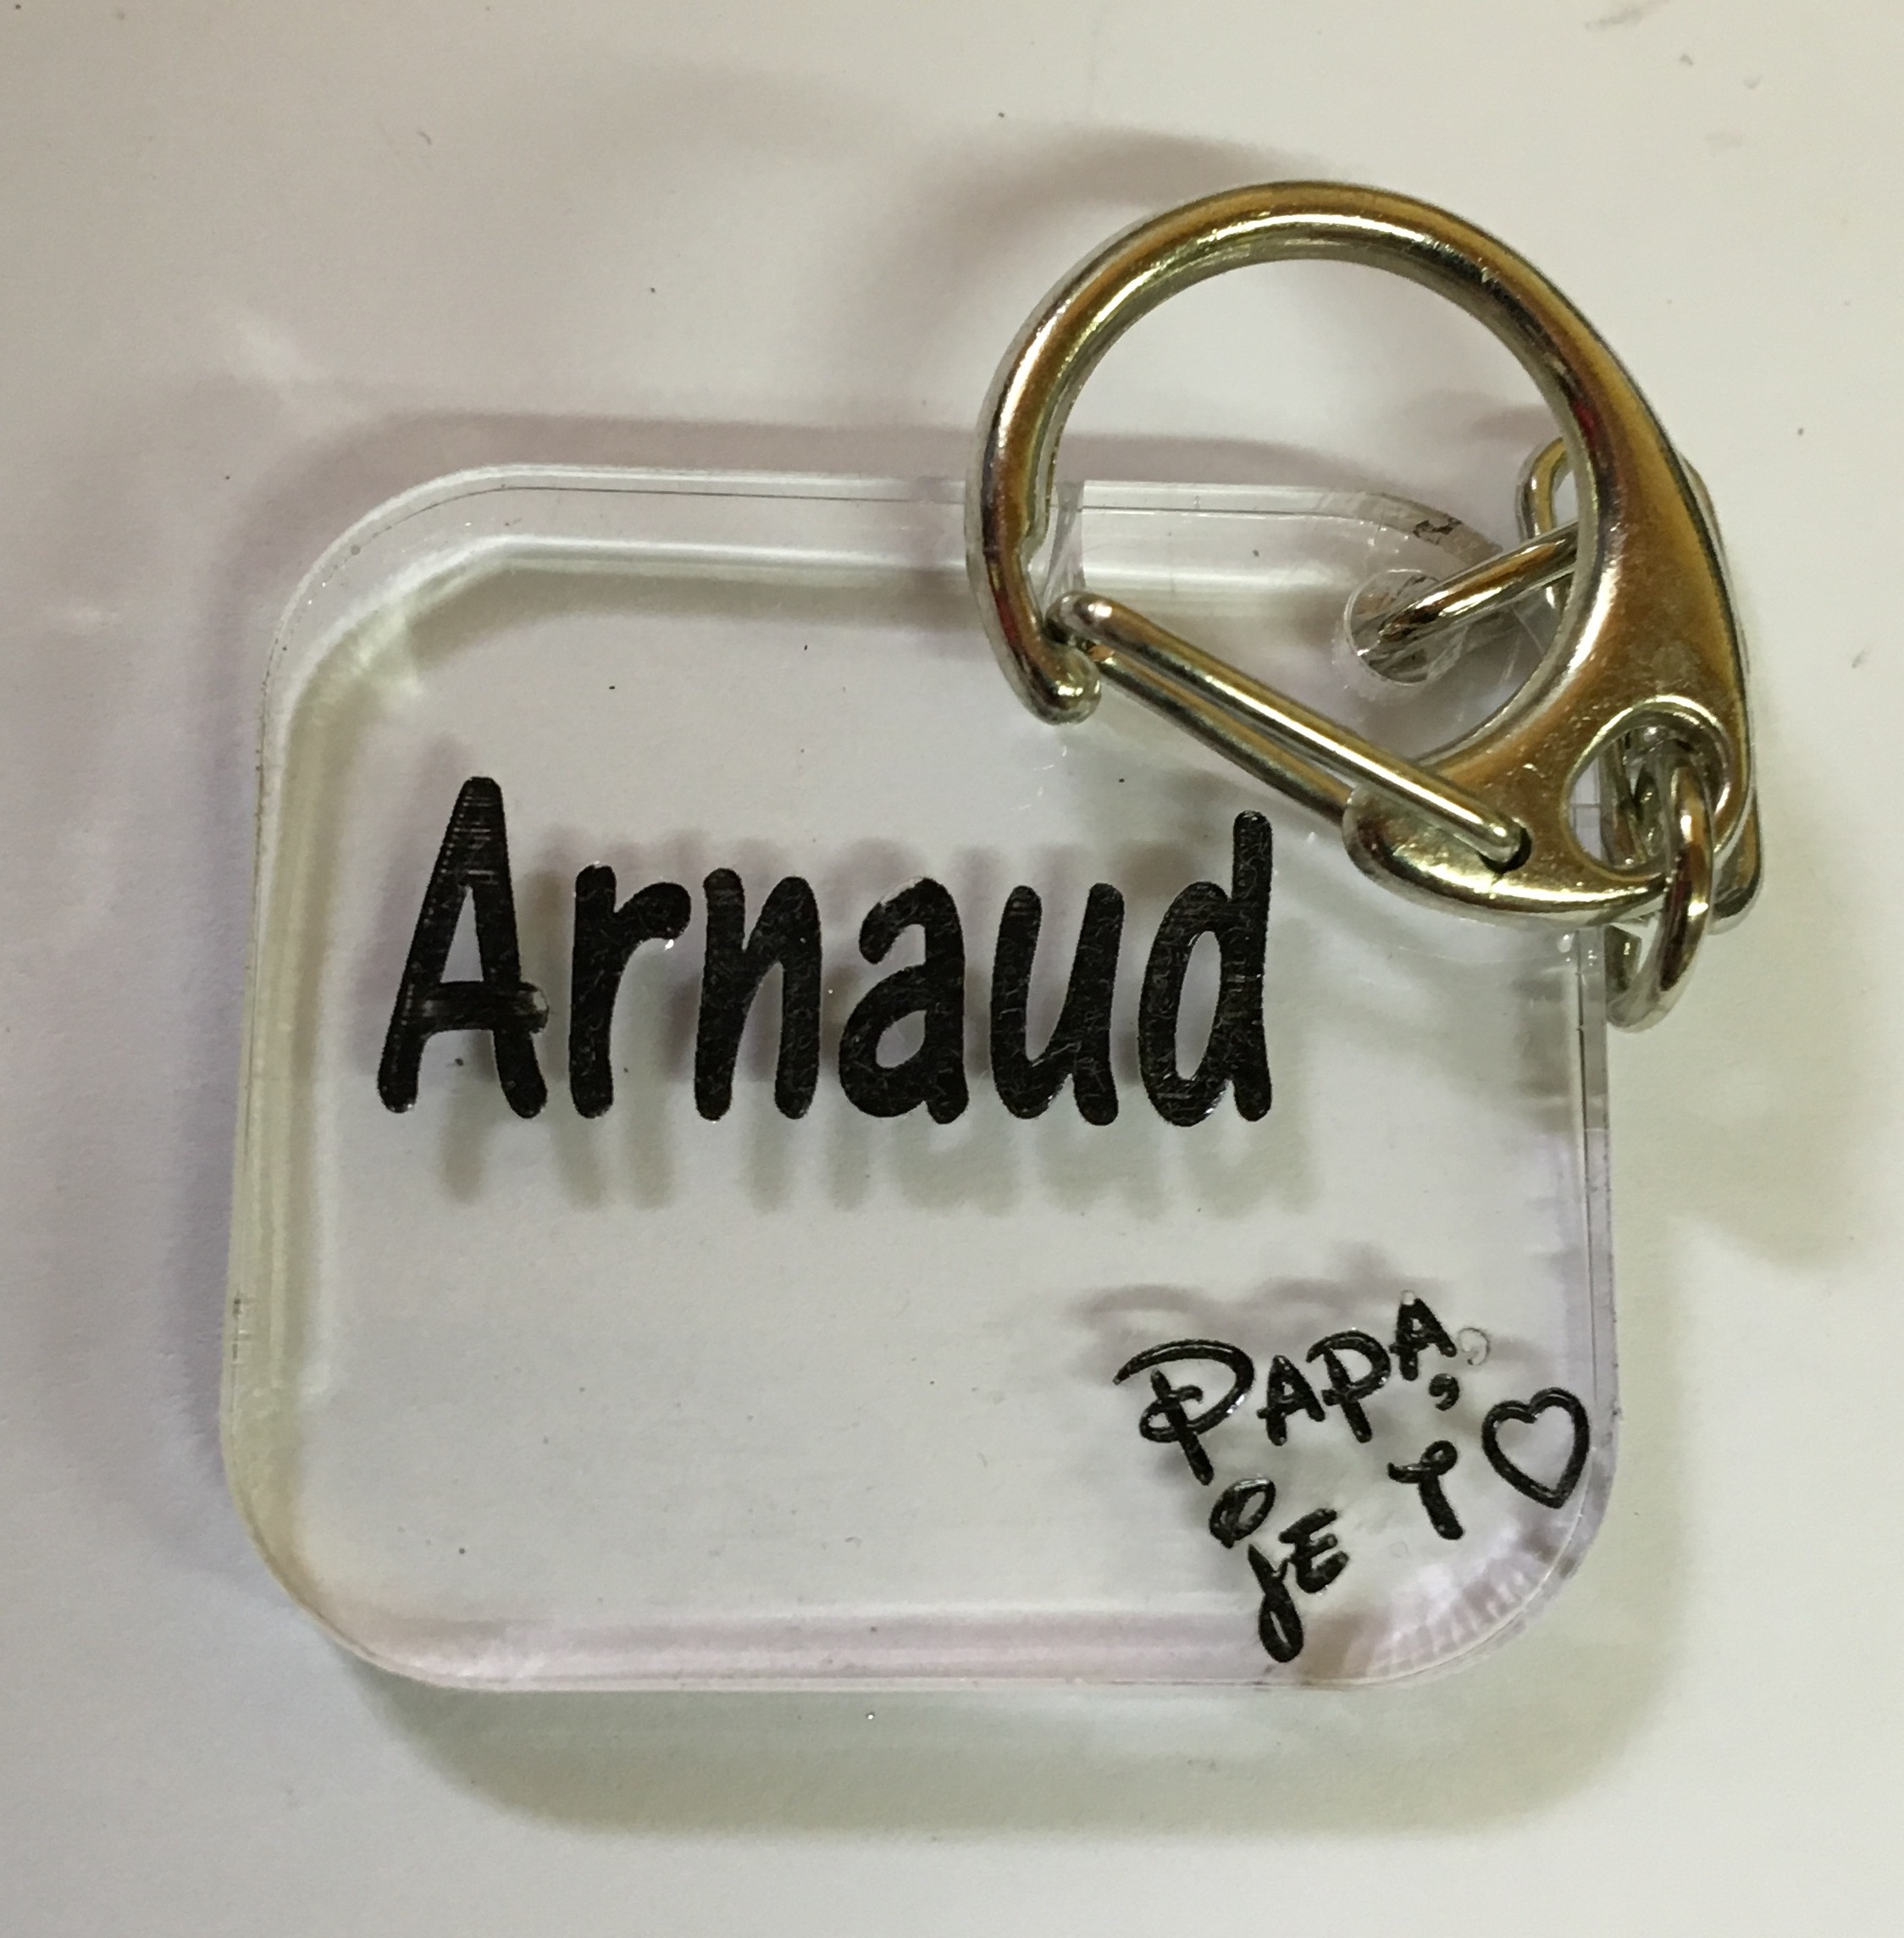 Arnaud
PAPA,
JE T ♡